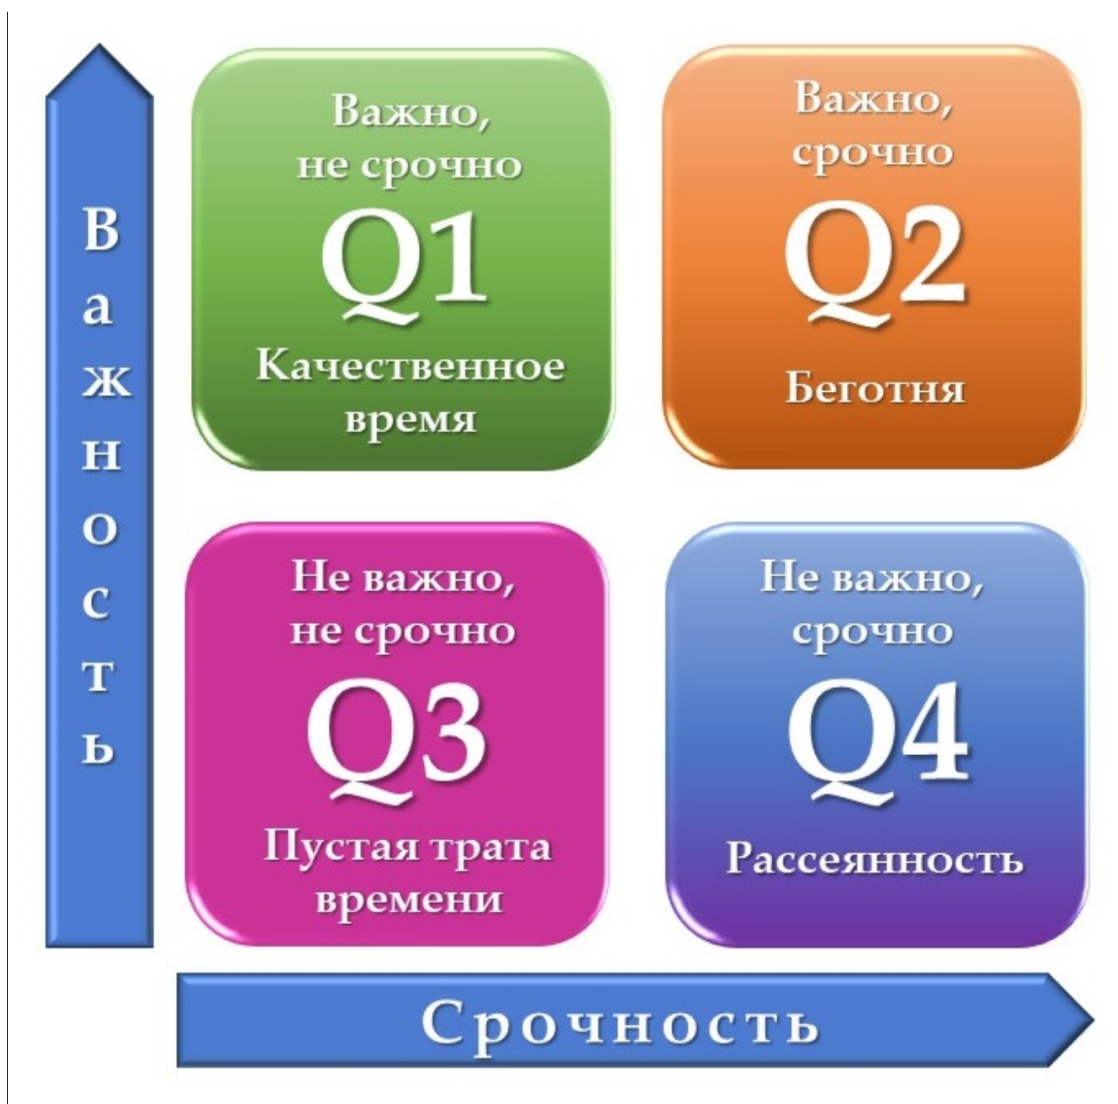 Важность
Важно,
не срочно
Q1
Качественное
время
Важно,
срочно
Q2
Беготня
Не важно,
не срочно
Q3
Пустая трата
времени
Не важно,
срочно
Q4
Рассеянность
Срочность